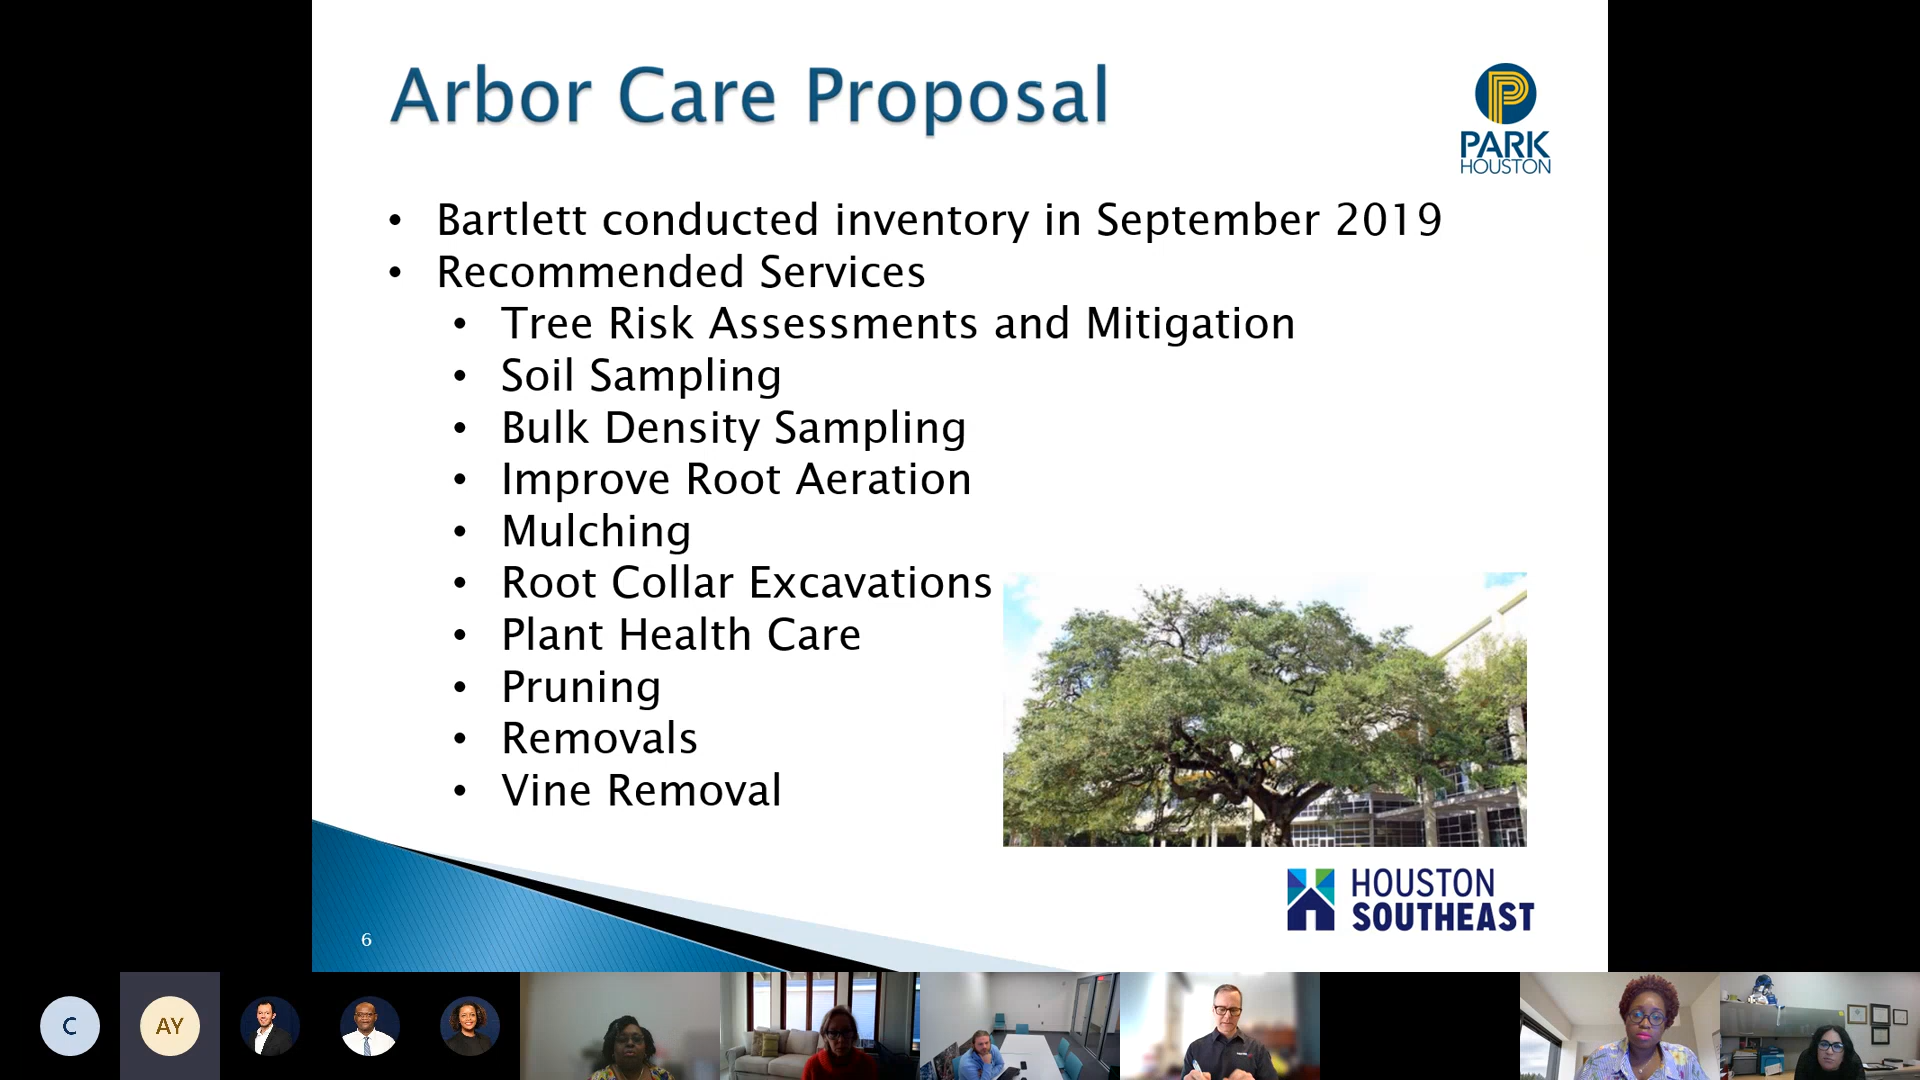 Arbor Care Proposal
PARK
HOUSTON
• Bartlett conducted inventory in September 2019
• Recommended Services
• Tree Risk Assessments and Mitigation
• Soil Sampling
• Bulk Density Sampling
• Improve Root Aeration
• Mulching
• Root Collar Excavations
• Plant Health Care
• Pruning
• Removals
• Vine Removal
HOUSTON
SOUTHEAST
6
C
AY